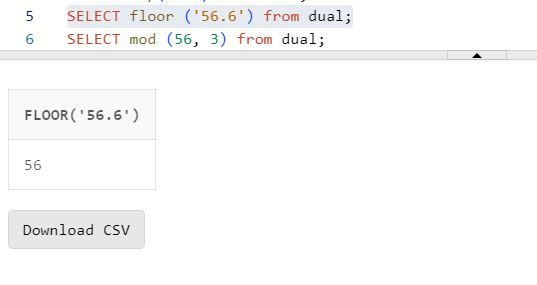 5 SELECT floor ('56.6') from dual;
6 SELECT mod (56, 3) from dual;
FLOOR('56.6')
56
Download CSV